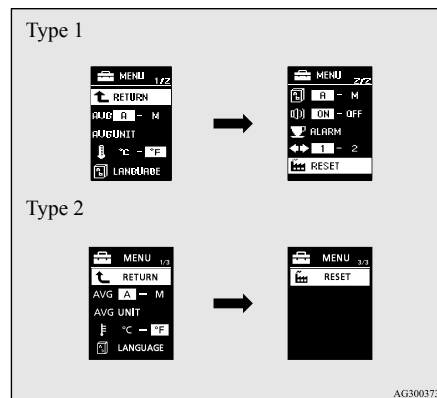 Type 1
MENU 1/2
RETURN
AVG A – M
AVG UNIT
°C – °F
LANGUAGE
MENU 2/2
A – M
ON – OFF
ALARM
1 – 2
RESET
Type 2
MENU 1/3
RETURN
AVG A – M
AVG UNIT
°C – °F
LANGUAGE
MENU 3/3
RESET
AG300373